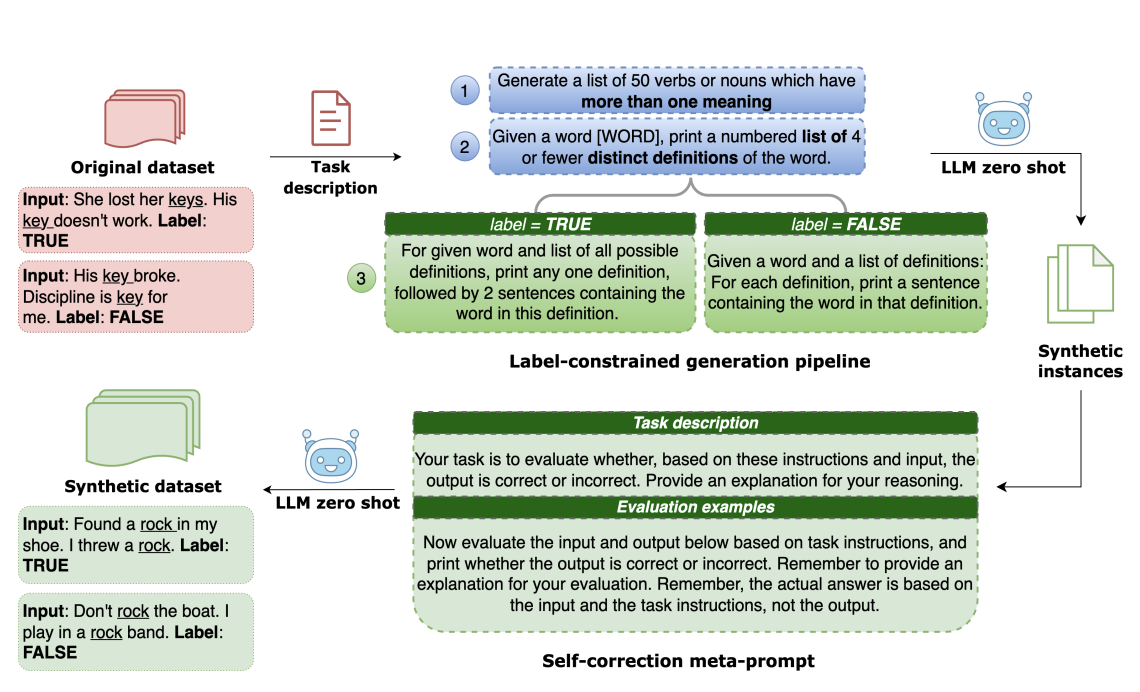 Original dataset
Input: She lost her keys. His
key doesn't work. Label:
TRUE
Input: His key broke.
Discipline is key for
me. Label: FALSE
Task
description
1
Generate a list of 50 verbs or nouns which have
more than one meaning
2
Given a word [WORD], print a numbered list of 4
or fewer distinct definitions of the word.
3
label = TRUE
For given word and list of all possible
definitions, print any one definition,
followed by 2 sentences containing the
word in this definition.
label = FALSE
Given a word and a list of definitions:
For each definition, print a sentence
containing the word in that definition.
Label-constrained generation pipeline
LLM zero shot
Synthetic
instances
Task description
Your task is to evaluate whether, based on these instructions and input, the
output is correct or incorrect. Provide an explanation for your reasoning.
Evaluation examples
Now evaluate the input and output below based on task instructions, and
print whether the output is correct or incorrect. Remember to provide an
explanation for your evaluation. Remember, the actual answer is based on
the input and the task instructions, not the output.
Self-correction meta-prompt
LLM zero shot
Synthetic dataset
Input: Found a rock in my
shoe. I threw a rock. Label:
TRUE
Input: Don't rock the boat. I
play in a rock band. Label:
FALSE